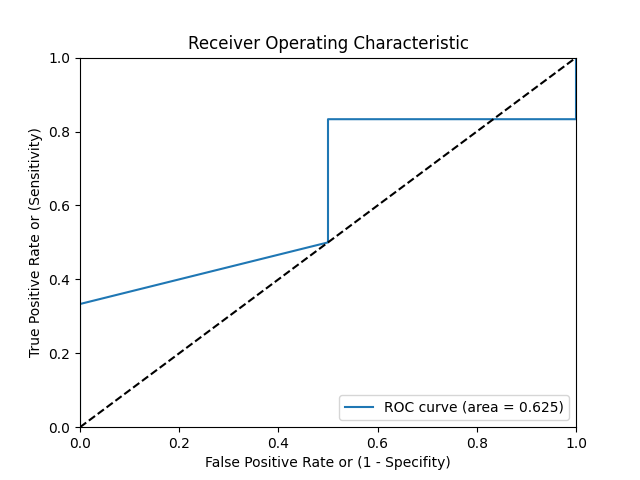 Receiver Operating Characteristic
True Positive Rate or (Sensitivity)
1.0
0.8
0.6
0.4
0.2
0.0
ROC curve (area = 0.625)
0.0 0.2 0.4 0.6 0.8 1.0
False Positive Rate or (1 - Specifity)